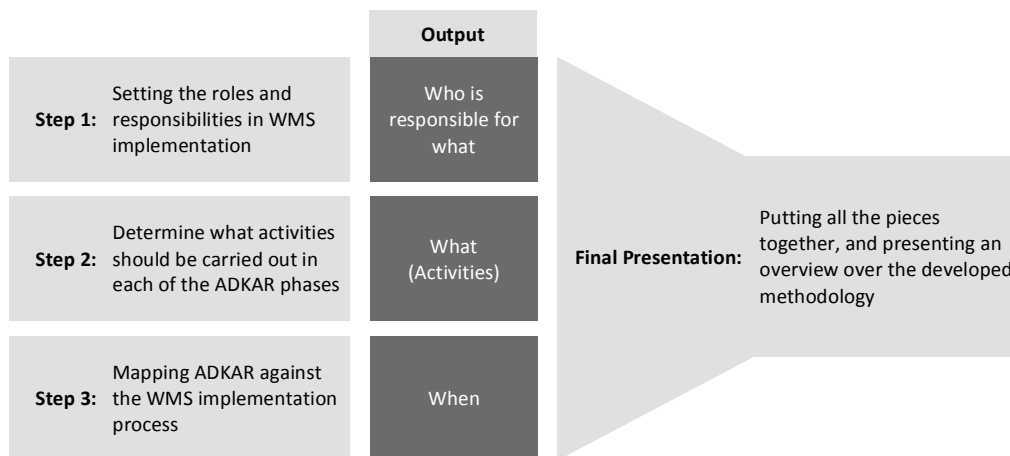 Output
Step 1:
Setting the roles and
responsibilities in WMS
implementation
Who is
responsible for
what
Step 2:
Determine what activities
should be carried out in
each of the ADKAR phases
What
(Activities)
Step 3:
Mapping ADKAR against
the WMS implementation
process
When
Final Presentation:
Putting all the pieces
together, and presenting an
overview over the developed
methodology